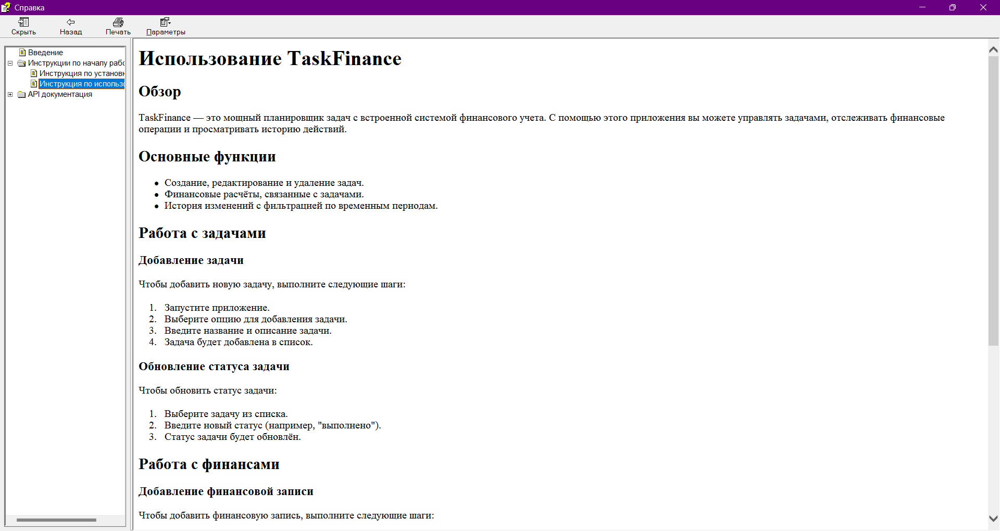 Справка
Скрыть
Назад
Печать
Параметры
Введение
Инструкции по началу рабо
Инструкция по установк
Инструкция по использо
API документация
Использование TaskFinance
Обзор
TaskFinance — это мощный планировщик задач с встроенной системой финансового учета. С помощью этого приложения вы можете управлять задачами, отслеживать финансовые
операции и просматривать историю действий.
Основные функции
• Создание, редактирование и удаление задач.
• Финансовые расчёты, связанные с задачами.
• История изменений с фильтрацией по временным периодам.
Работа с задачами
Добавление задачи
Чтобы добавить новую задачу, выполните следующие шаги:
1. Запустите приложение.
2. Выберите опцию для добавления задачи.
3. Введите название и описание задачи.
4. Задача будет добавлена в список.
Обновление статуса задачи
Чтобы обновить статус задачи:
1. Выберите задачу из списка.
2. Введите новый статус (например, "выполнено").
3. Статус задачи будет обновлён.
Работа с финансами
Добавление финансовой записи
Чтобы добавить финансовую запись, выполните следующие шаги: